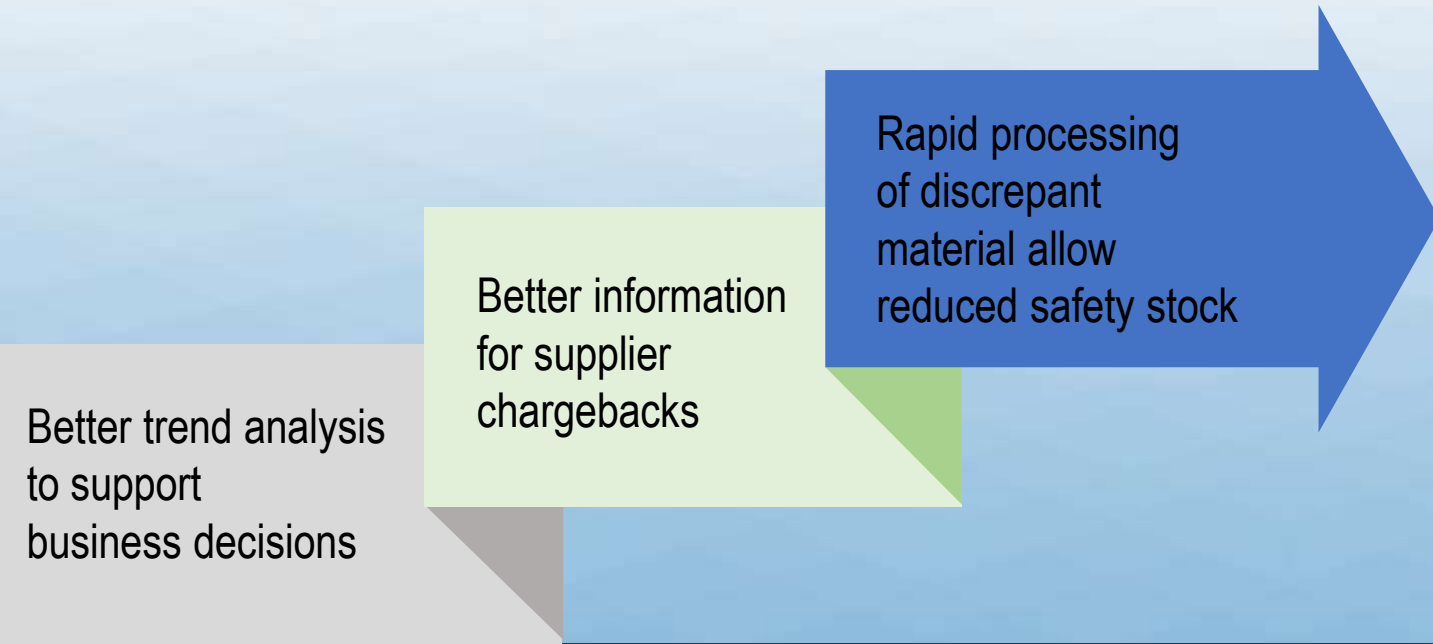 Better trend analysis
to support
business decisions
Better information
for supplier
chargebacks
Rapid processing
of discrepant
material allow
reduced safety stock